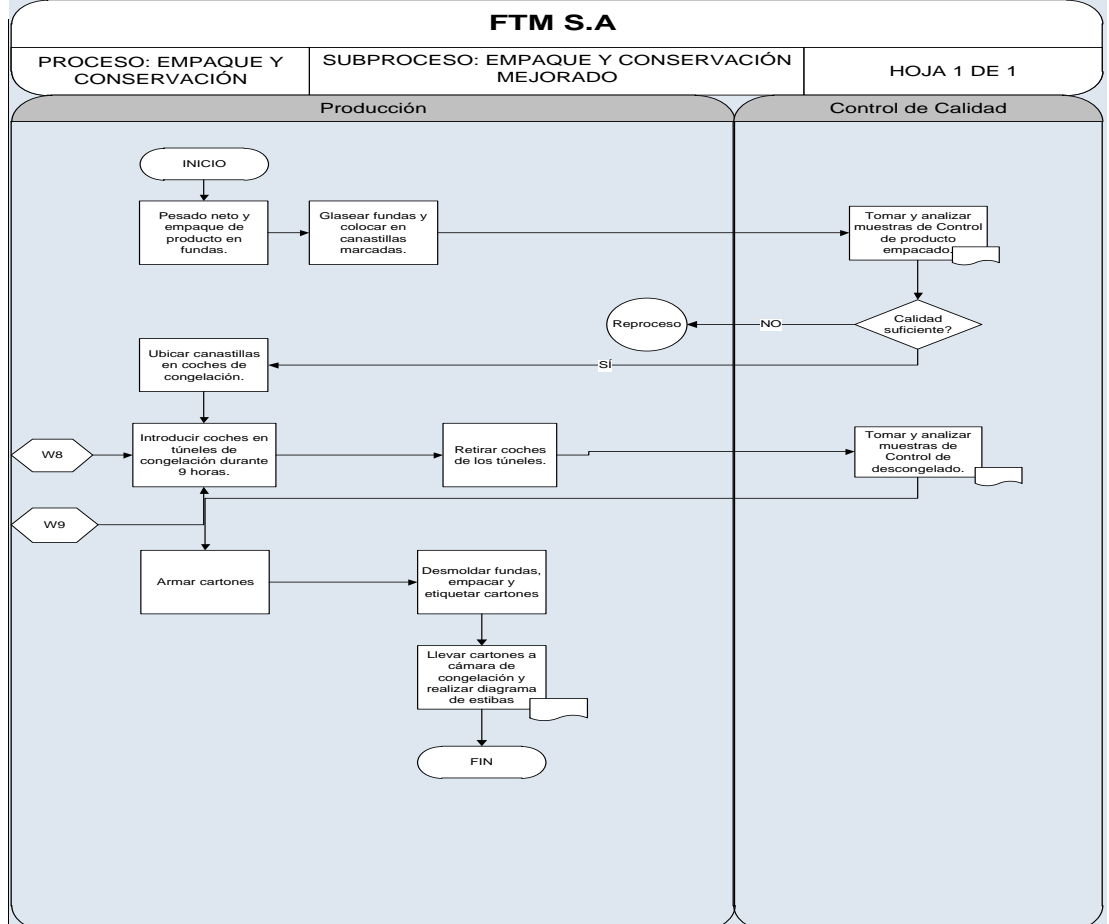 FTM S.A
PROCESO: EMPAQUE Y
CONSERVACIÓN
SUBPROCESO: EMPAQUE Y CONSERVACIÓN
MEJORADO
HOJA 1 DE 1
Producción
Control de Calidad
INICIO
Pesado neto y
empaque de
producto en
fundas.
Glasear fundas y
colocar en
canastillas
marcadas.
Tomar y analizar
muestras de Control
de producto
empacado.
Calidad
suficiente?
NO
Reproceso
SÍ
Ubicar canastillas
en coches de
congelación.
W8
Introducir coches en
túneles de
congelación durante
9 horas.
Retirar coches
de los túneles.
Tomar y analizar
muestras de
Control de
descongelado.
W9
Armar cartones
Desmoldar fundas,
empacar y
etiquetar cartones
Llevar cartones a
cámara de
congelación y
realizar diagrama
de estibas
FIN